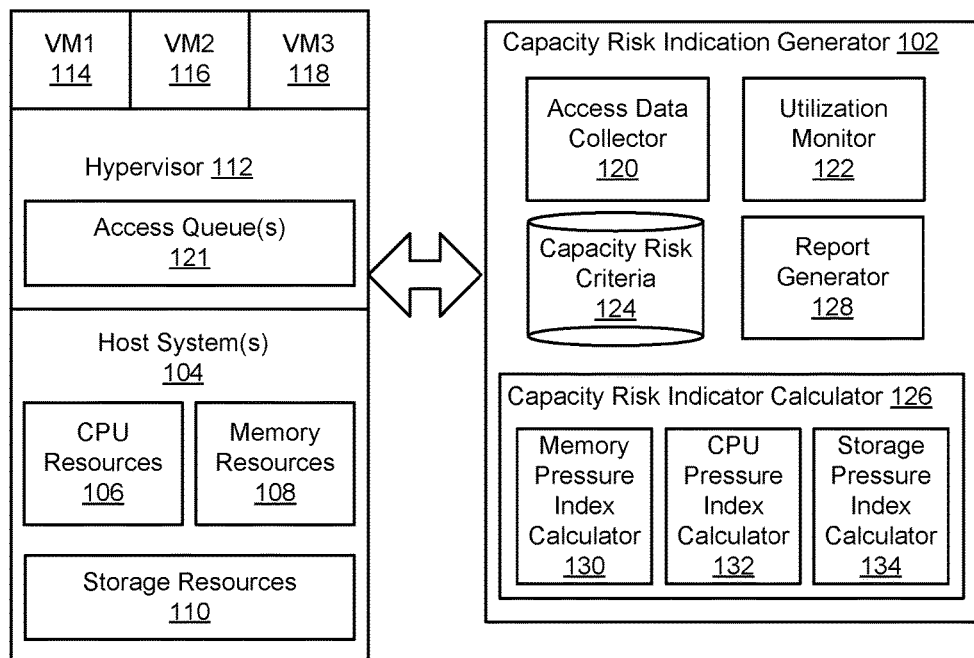 VM1
114
VM2
116
VM3
118
Hypervisor 112
Access Queue(s)
121
Host System(s)
104
CPU
Resources
106
Memory
Resources
108
Storage Resources
110
Capacity Risk Indication Generator 102
Access Data
Collector
120
Utilization
Monitor
122
Capacity Risk
Criteria
124
Report
Generator
128
Capacity Risk Indicator Calculator 126
Memory
Pressure
Index
Calculator
130
CPU
Pressure
Index
Calculator
132
Storage
Pressure
Index
Calculator
134